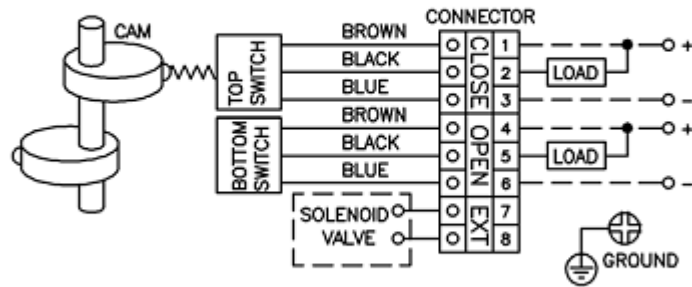 CONNECTOR
CAM
BROWN
BLACK
BLUE
BROWN
BLACK
BLUE
TOP
SWITCH
BOTTOM
SWITCH
SOLENOID
VALVE
CLOSE
OPEN
EXT
1
2
3
4
5
6
7
8
LOAD
LOAD
+
-
+
-
GROUND